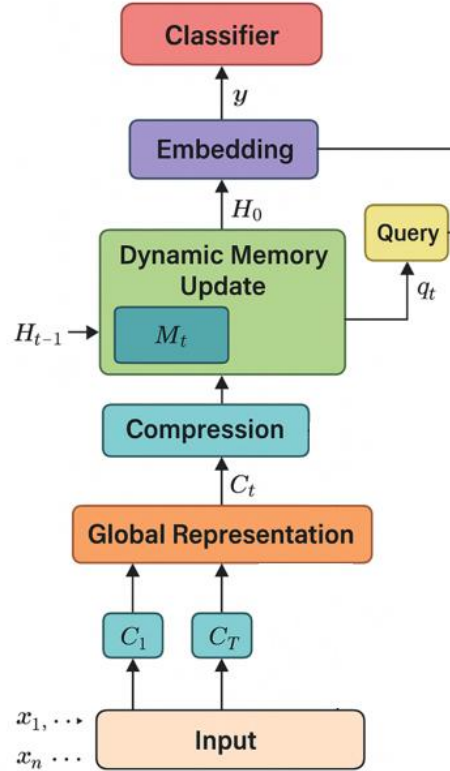 Classifier
y
Embedding
H₀
Dynamic Memory
Update
Query
qₜ
Hₜ₋₁
Mₜ
Compression
Cₜ
Global Representation
C₁
C_T
x₁, ...
xₙ ...
Input